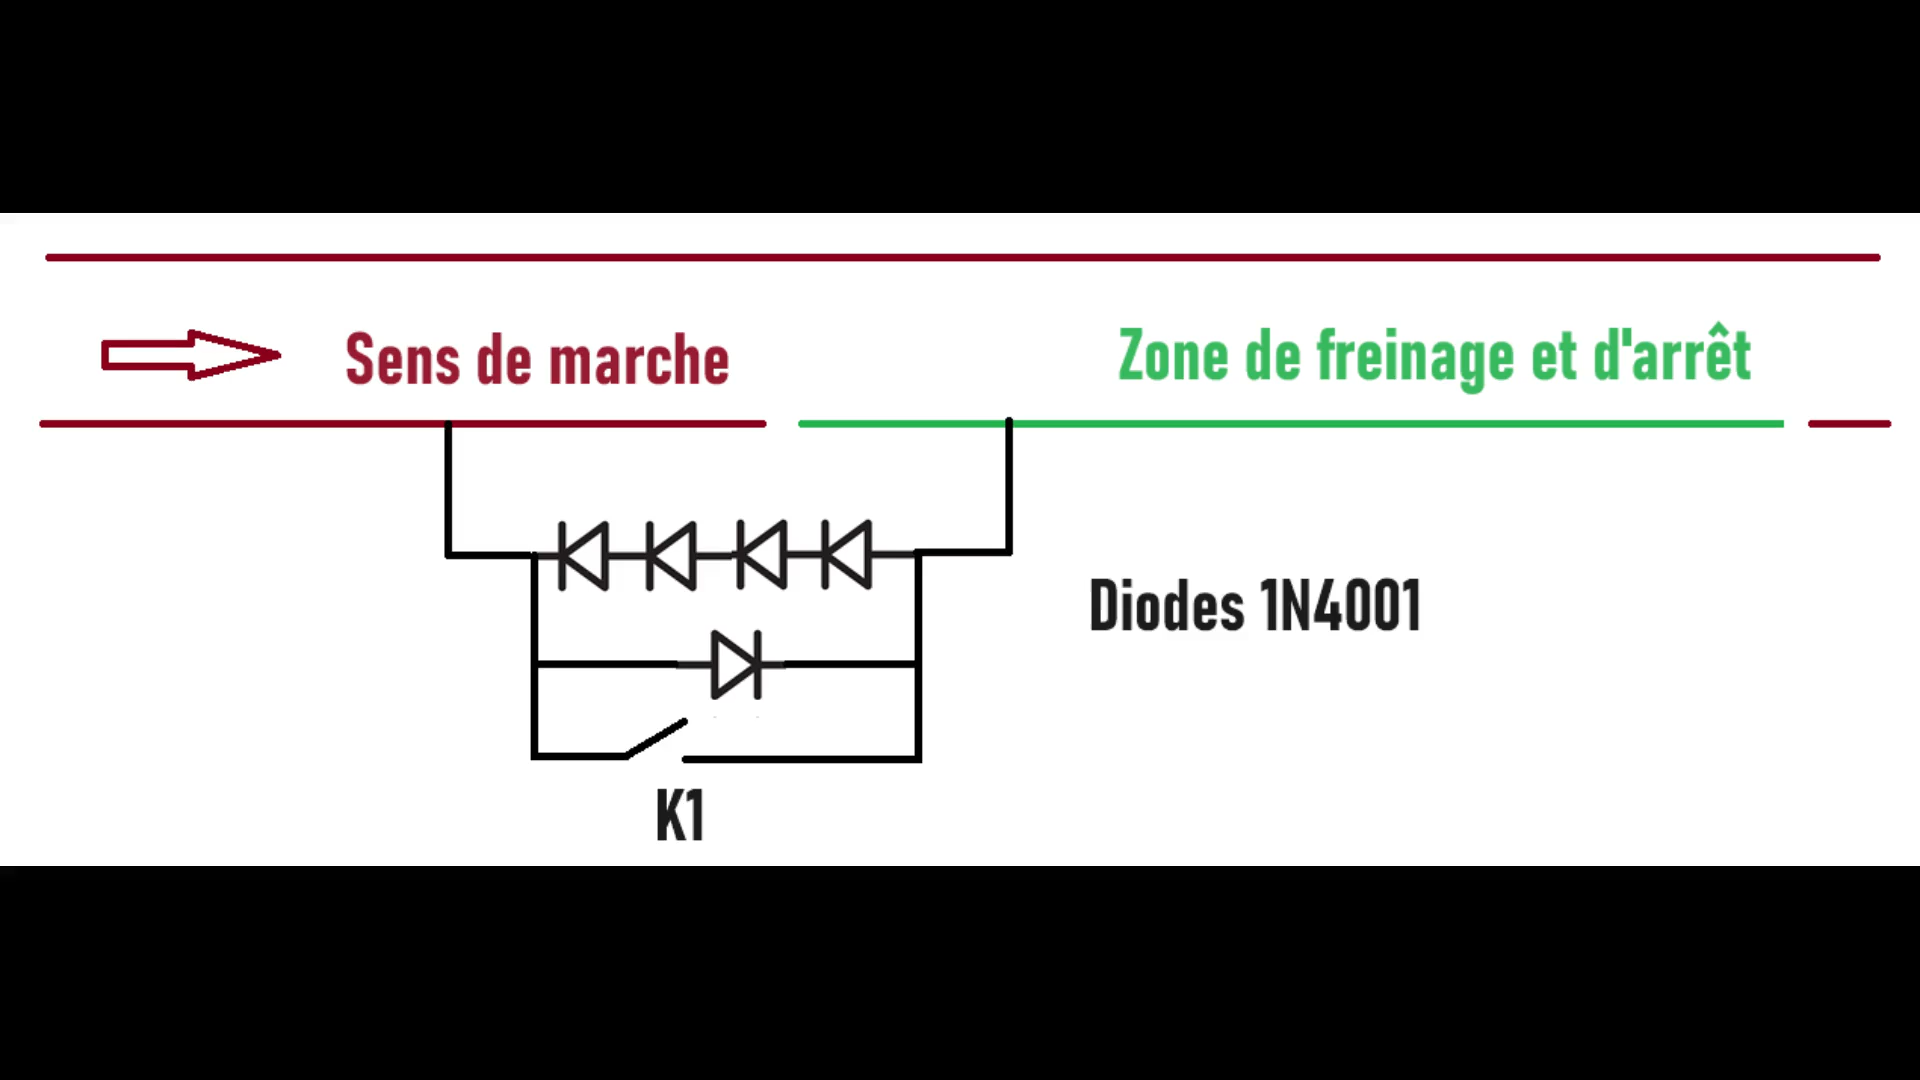 Sens de marche
Zone de freinage et d'arrêt
Diodes 1N4001
K1